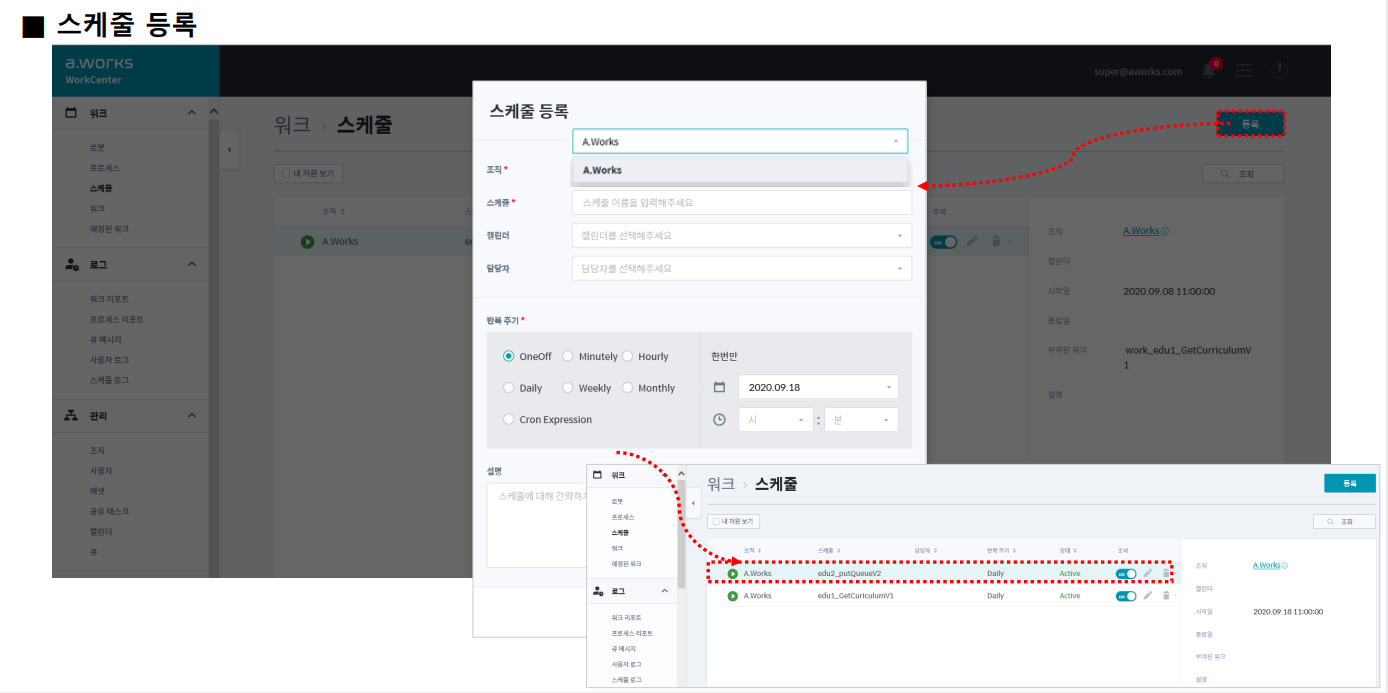 ■ 스케줄 등록
a.works
WorkCenter
super@aworks.com
0
워크
로봇
프로세스
스케줄
워크
예정된 워크
로그
워크 리포트
프로세스 리포트
큐 메시지
사용자 로그
스케줄 로그
관리
조직
사용자
에셋
공유 태스크
캘린더
큐
워크 > 스케줄
등록
내 자원 보기
조회
조직
조치
A.Works
조직 A.Works
캘린더
시작일 2020.09.08 11:00:00
종료일
부여된 워크 work_edu1_GetCurriculumV
1
설명
스케줄 등록
A.Works
조직 *
A.Works
스케줄 * 스케줄 이름을 입력해주세요
캘린더 캘린더를 선택해주세요
담당자 담당자를 선택해주세요
반복 주기 *
OneOff Minutely Hourly 한번만
Daily Weekly Monthly 2020.09.18
Cron Expression 시 : 분
설명
스케줄에 대해 간략하
워크
로봇
프로세스
스케줄
워크
예정된 워크
로그
워크 리포트
프로세스 리포트
큐 메시지
사용자 로그
스케줄 로그
워크 > 스케줄
등록
내 자원 보기
조회
조직 스케줄 담당자 반복 주기 상태 조치
A.Works edu2_putQueueV2 Daily Active ON
A.Works edu1_GetCuriculumV1 Daily Active ON
조직 A.Works
캘린더
시작일 2020.09.18 11:00:00
종료일
부여된 워크
설명